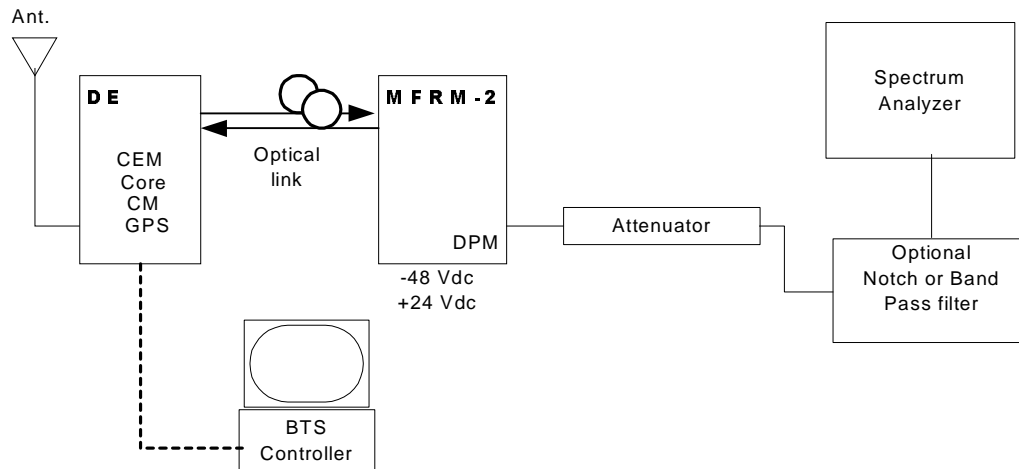 Ant.
DE
CEM
Core
CM
GPS
Optical
link
MFRM-2
DPM
-48 Vdc
+24 Vdc
Attenuator
Spectrum
Analyzer
Optional
Notch or Band
Pass filter
BTS
Controller